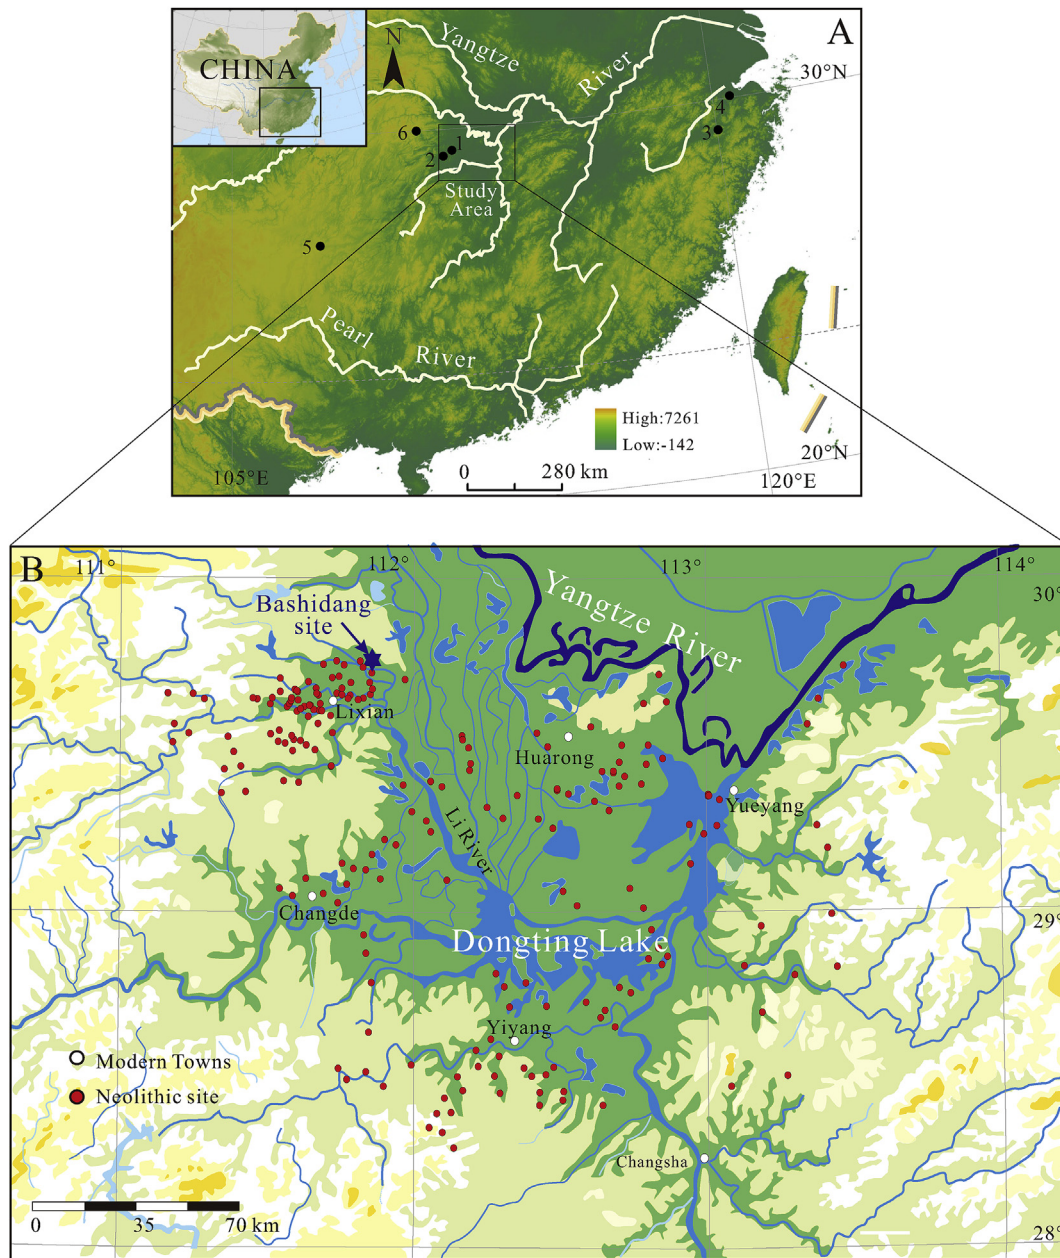 A
CHINA
N
Yangtze
River
30°N
4
3
6
1
2
Study
Area
5
Pearl
River
High:7261
Low:-142
0 280 km
105°E
20°N
120°E
B
111°
112°
113°
114°
30°
Bashidang
site
Yangtze River
Lixian
Huarong
Yueyang
Li River
Changde
29°
Dongting Lake
Yiyang
Modern Towns
Neolithic site
Changsha
0 35 70 km
28°